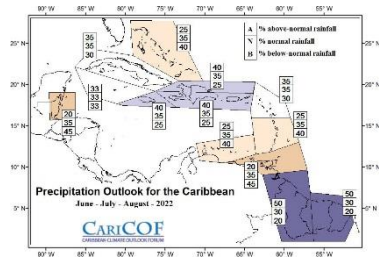 90°W 85°W 80°W 75°W 70°W 65°W 60°W 55°W
25°N
20°N
15°N
10°N
5°N
A % above-normal rainfall
N % normal rainfall
B % below-normal rainfall
35
35
30
25
35
40
40
35
25
33
33
33
40
35
25
40
35
25
35
35
30
20
35
45
25
35
40
25
35
40
20
35
45
50
30
20
50
30
20
Precipitation Outlook for the Caribbean
June - July - August - 2022
CARICOF
CARIBBEAN CLIMATE OUTLOOK FORUM
90°W 85°W 80°W 75°W 70°W 65°W 60°W 55°W